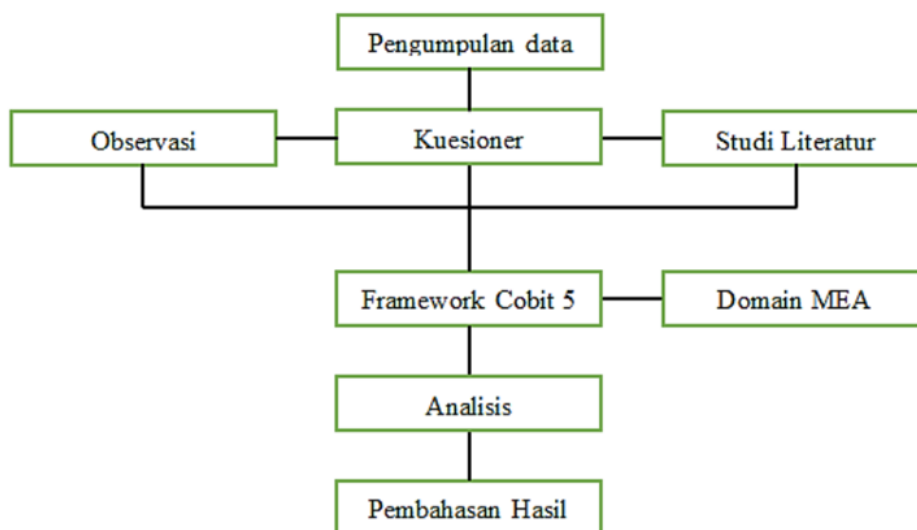 Pengumpulan data
Observasi
Kuesioner
Studi Literatur
Framework Cobit 5
Domain MEA
Analisis
Pembahasan Hasil